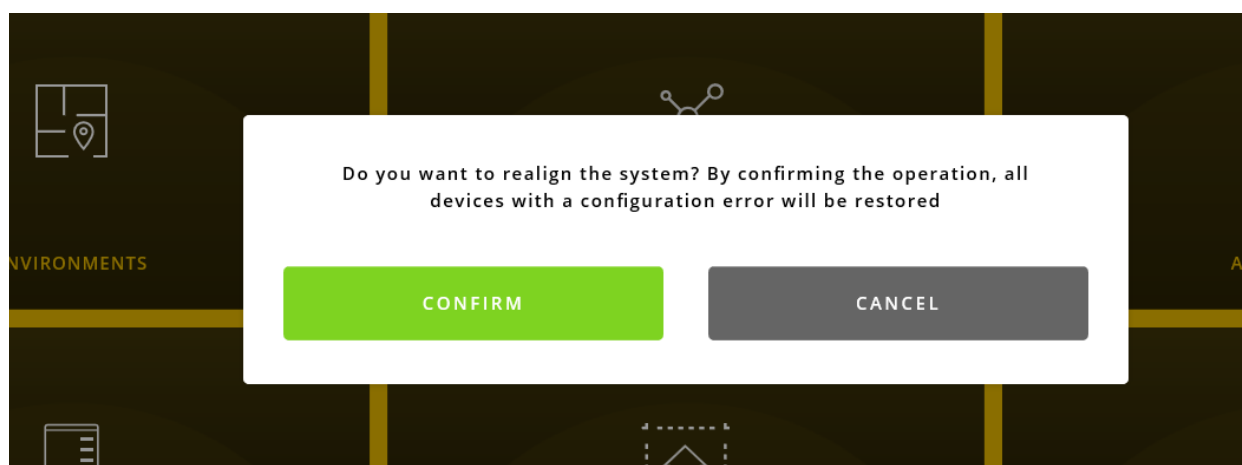 Do you want to realign the system? By confirming the operation, all
devices with a configuration error will be restored
NVIRONMENTS
A
CONFIRM
CANCEL